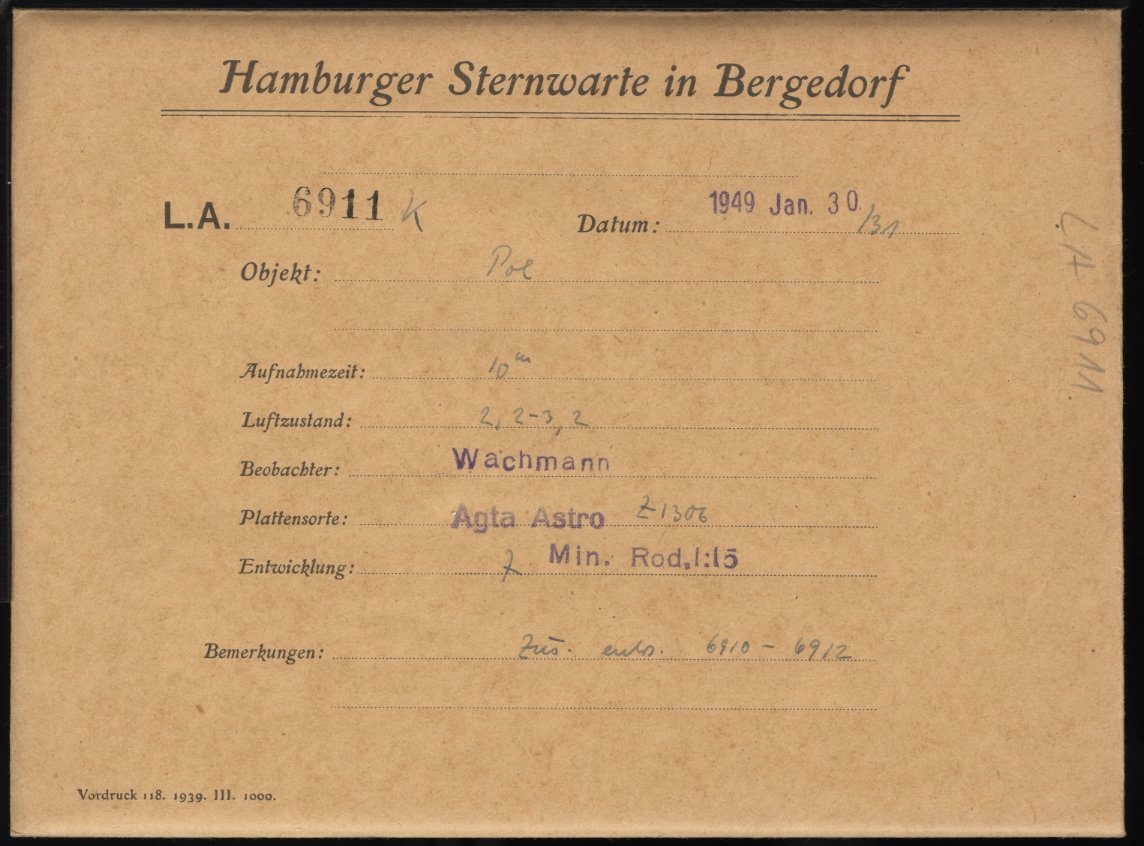 Hamburger Sternwarte in Bergedorf
L.A. 6911 K
Datum: 1949 Jan. 30/31
Objekt: Pol
Aufnahmezeit: 10m
Luftzustand: 2, 2-3, 2
Beobachter: Wachmann
Plattensorte: Agfa Astro Z1306
Entwicklung: 7 Min. Rod, 1:15
Bemerkungen: Zus. entw. 6910 - 6912
Vordruck 118. 1939. III. 1000.
LA 6911